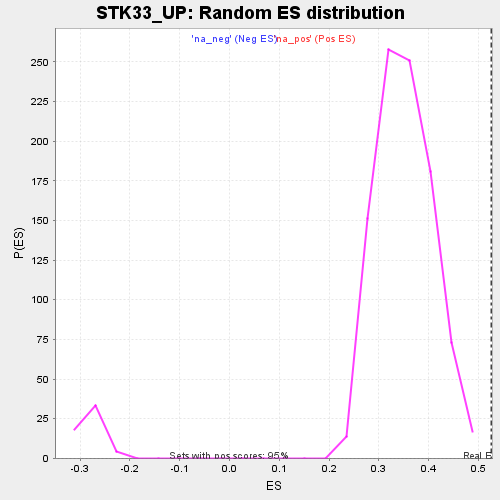 STK33_UP: Random ES distribution
'na_neg' (Neg ES) 'na_pos' (Pos ES)
250
225
200
175
150
125
100
75
50
25
0
P(ES)
Sets with pos scores: 95%
Real E
-0.3 -0.2 -0.1 0.0 0.1 0.2 0.3 0.4 0.5
ES